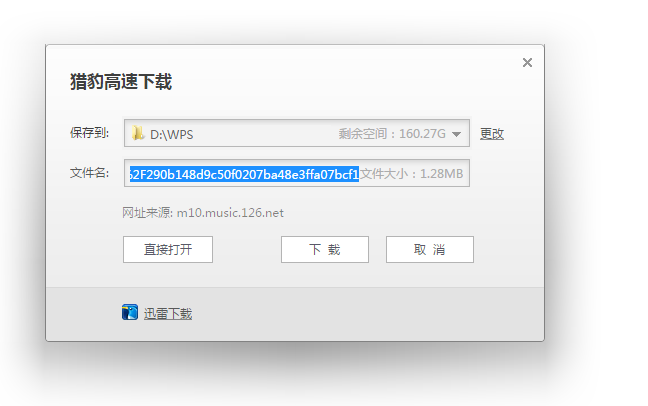 猎豹高速下载
保存到: D:\WPS 剩余空间：160.27G 更改
文件名: 2F290b148d9c50f0207ba48e3ffa07bcf1 文件大小：1.28MB
网址来源: m10.music.126.net
直接打开 下 载 取 消
迅雷下载